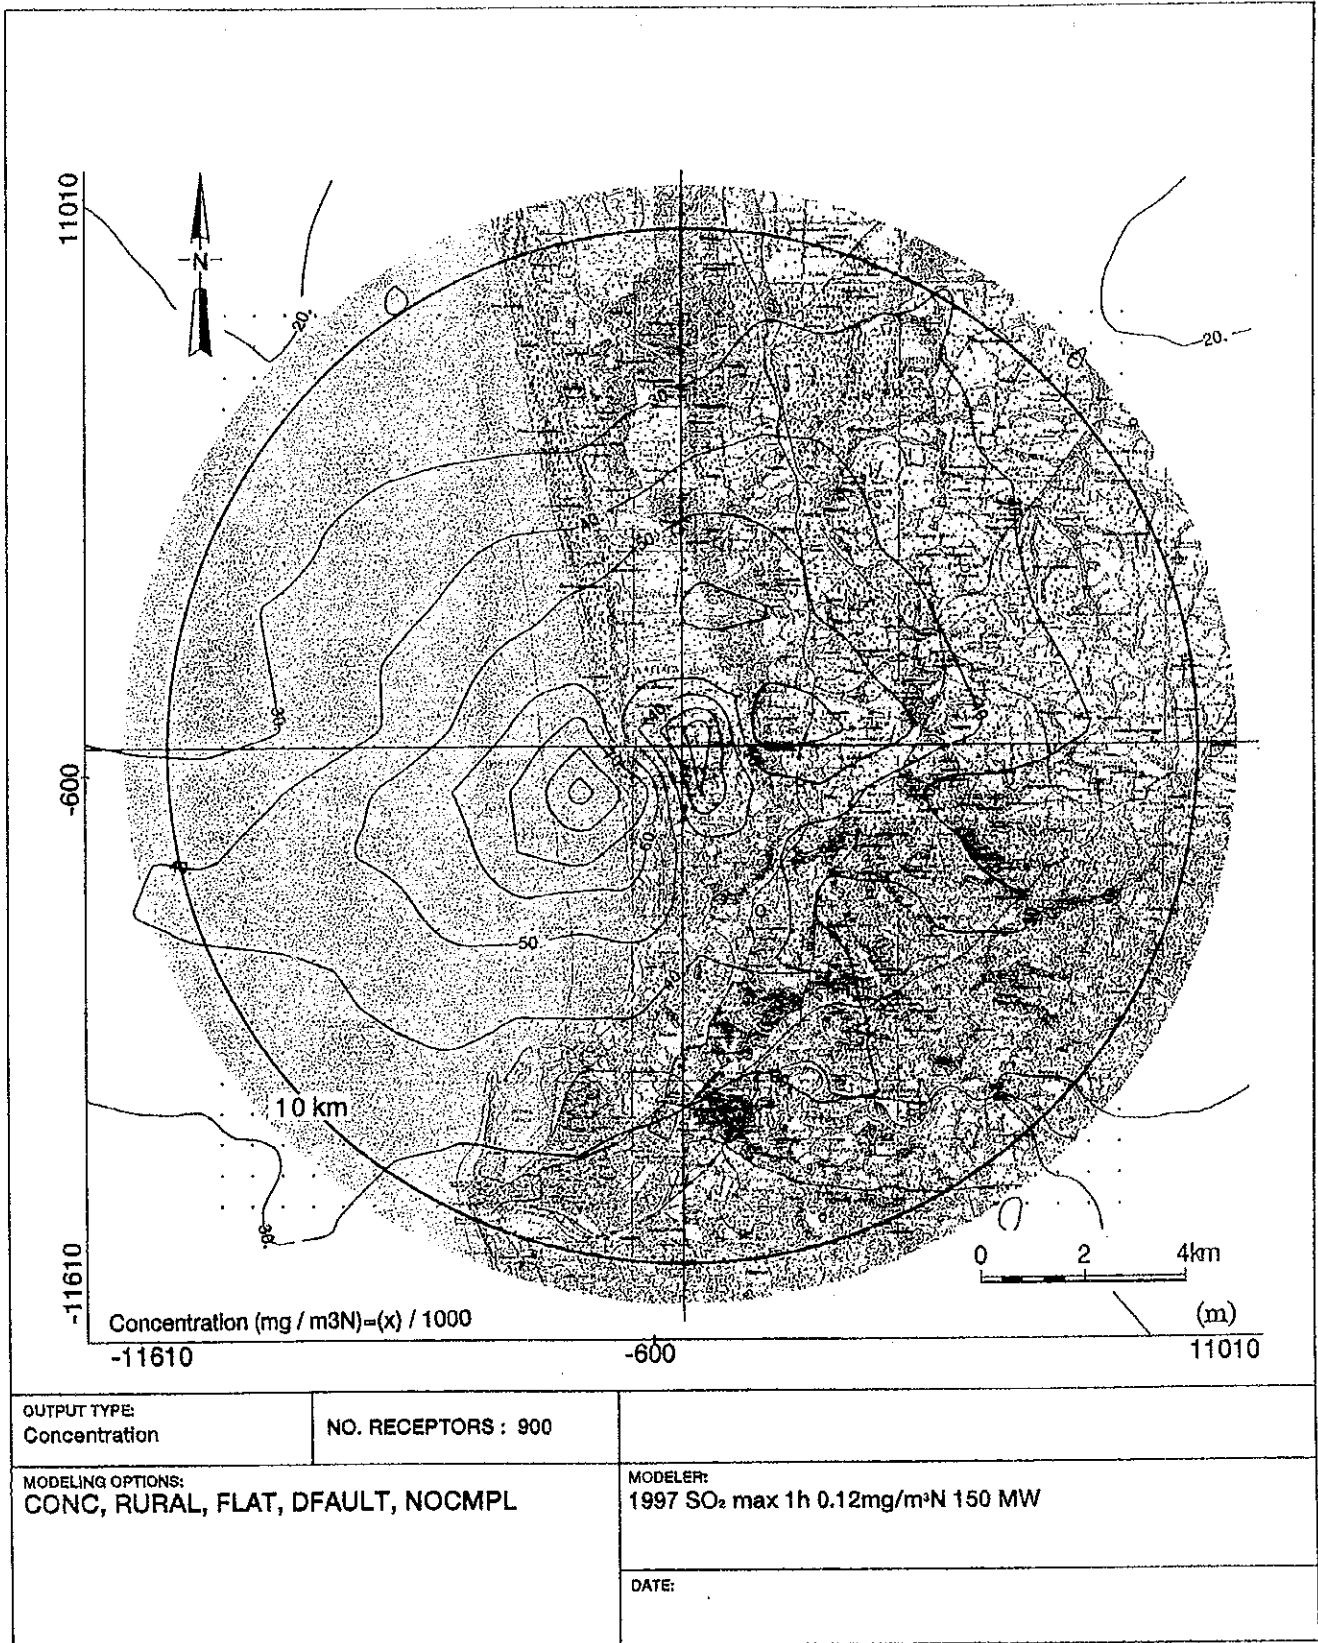 11010
N
20.
20.
40
50
60
50
10 km
30.
-600
-11610
0 2 4km
(m)
Concentration (mg / m3N)=(x) / 1000
-11610 -600 11010
OUTPUT TYPE:
Concentration
NO. RECEPTORS : 900
MODELING OPTIONS:
CONC, RURAL, FLAT, DFAULT, NOCMPL
MODELER:
1997 SO₂ max 1h 0.12mg/m³N 150 MW
DATE: